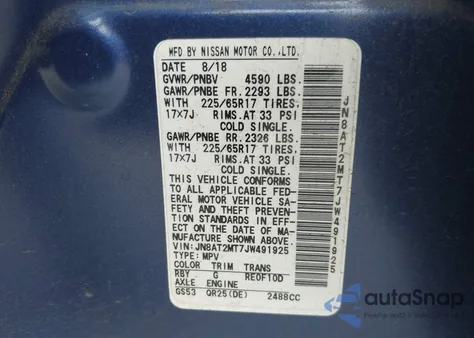 MFD BY NISSAN MOTOR CO.,LTD.
DATE 8/18
GVWR/PNBV 4590 LBS.
GAWR/PNBE FR. 2293 LBS.
WITH 225/65R17 TIRES.
17x7J RIMS.AT 33 PSI
COLD SINGLE.
GAWR/PNBE RR. 2326 LBS.
WITH 225/65R17 TIRES.
17x7J RIMS.AT 33 PSI
COLD SINGLE.
THIS VEHICLE CONFORMS
TO ALL APPLICABLE FED-
ERAL MOTOR VEHICLE SA-
FETY AND THEFT PREVEN-
TION STANDARDS IN EFF-
ECT ON THE DATE OF MA-
NUFACTURE SHOWN ABOVE.
VIN:JN8AT2MT7JW491925
TYPE: MPV
COLOR TRIM TRANS
RBY G RE0F10D
AXLE ENGINE
GS53 QR25(DE) 2488CC
JN8AT2MT7JW491925
autoSnap